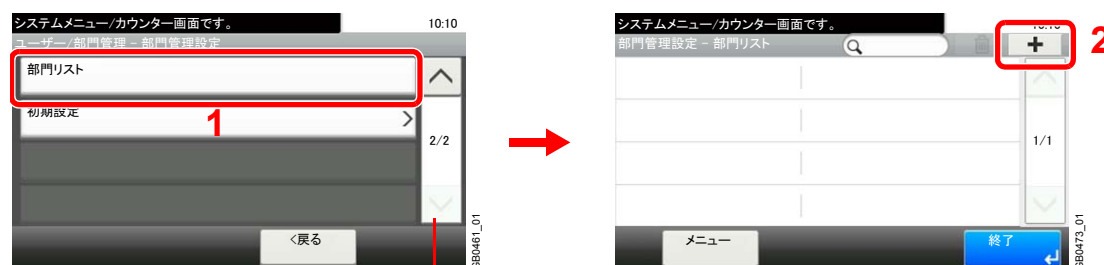 システムメニュー/カウンター画面です。
10:10
ユーザー/部門管理 - 部門管理設定
部門リスト
初期設定
1
2/2
<戻る
GB0461_01
システムメニュー/カウンター画面です。
10:10
部門管理設定 - 部門リスト
+
2
1/1
メニュー
終了
GB0473_01